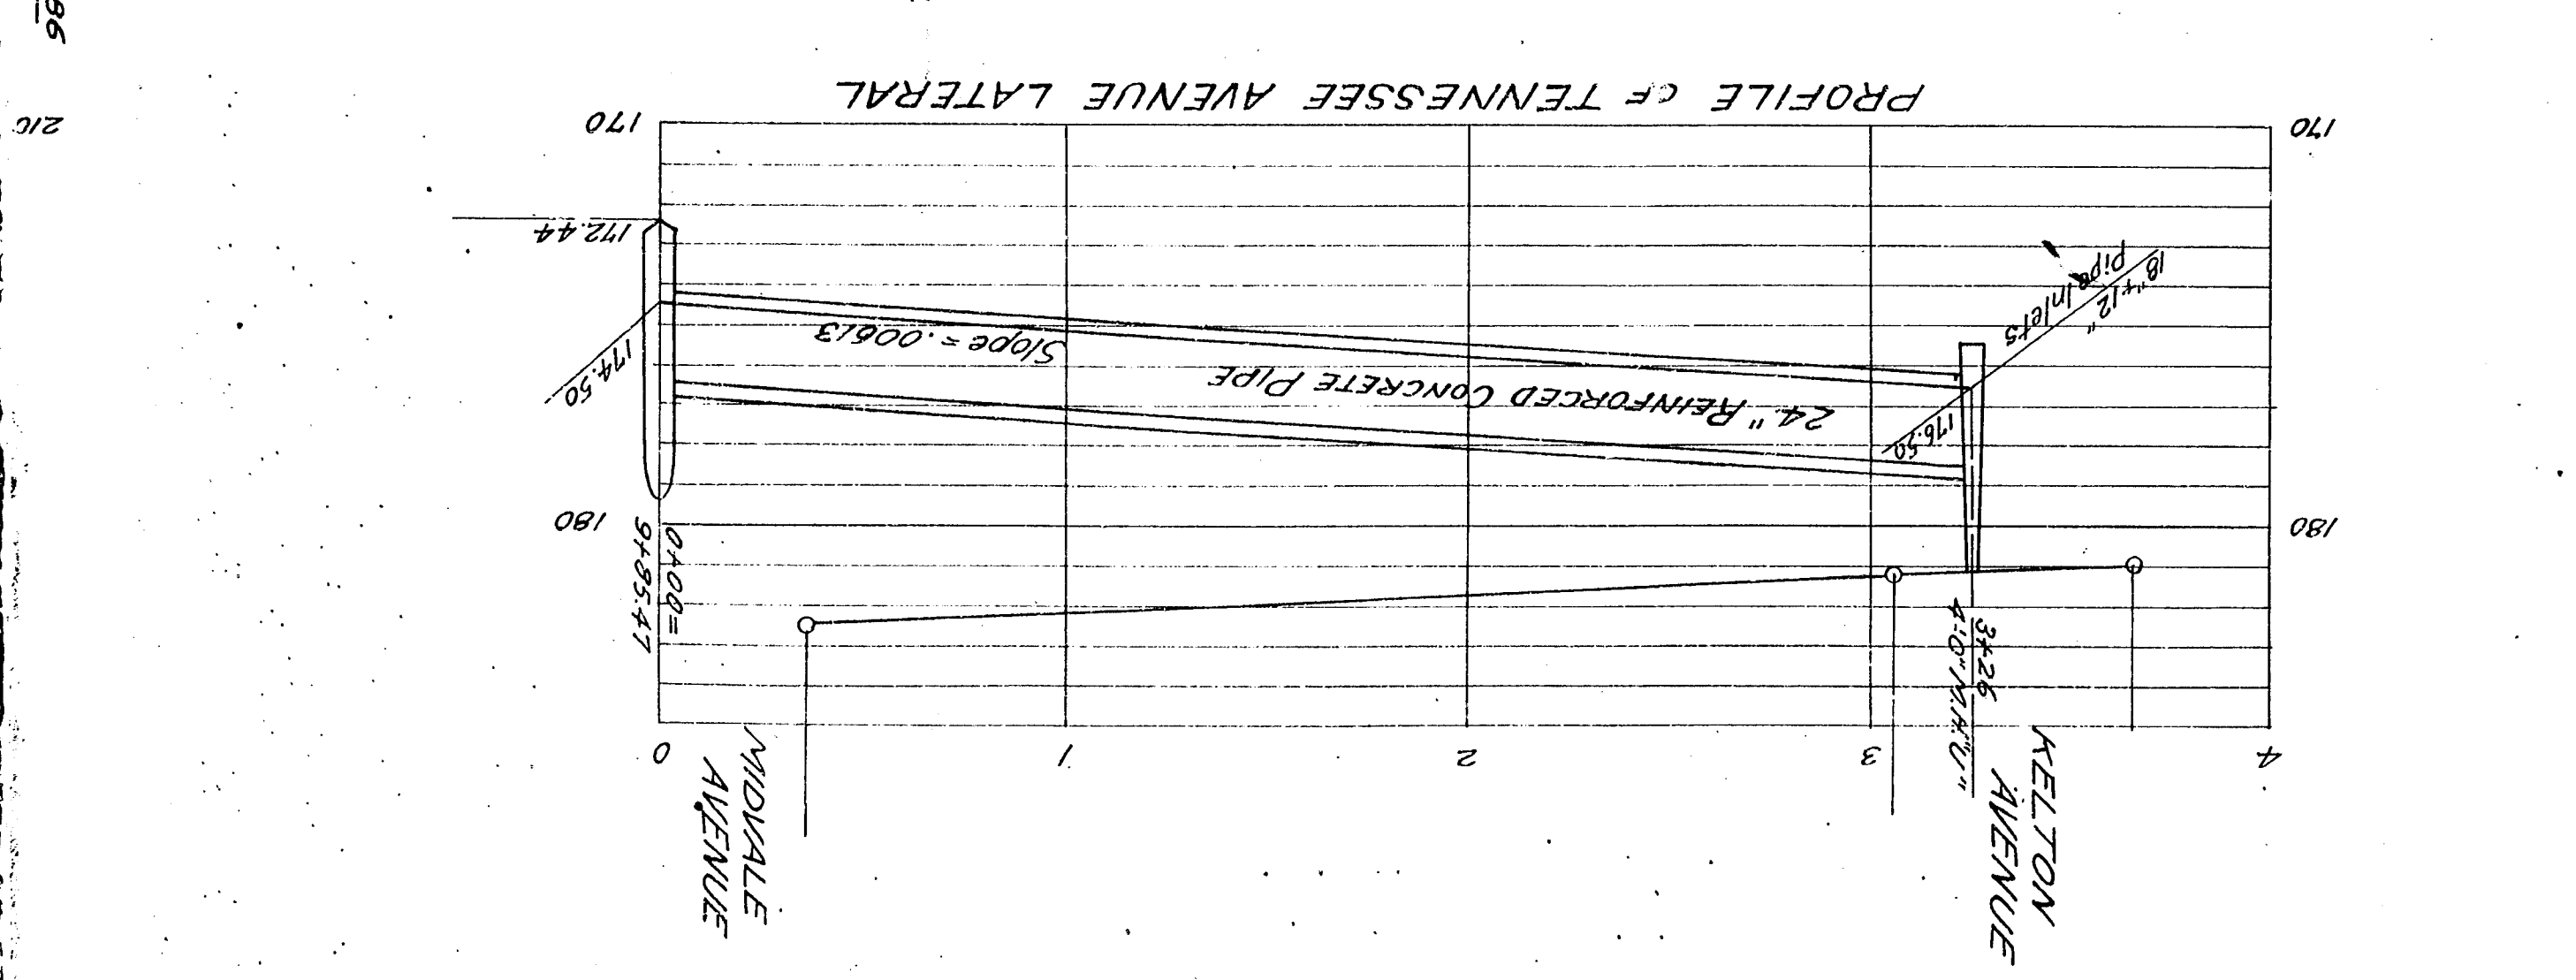 KELTON
AVENUE
MIDVALE
AVENUE
4
3
2
1
0
3+26
4'-0" M.H. "U"
0+00=
9+85.47
180
180
176.50
24" REINFORCED CONCRETE PIPE
Slope = .00613
174.50
18"+12"
pipe Inlets
172.44
170
170
PROFILE OF TENNESSEE AVENUE LATERAL
210